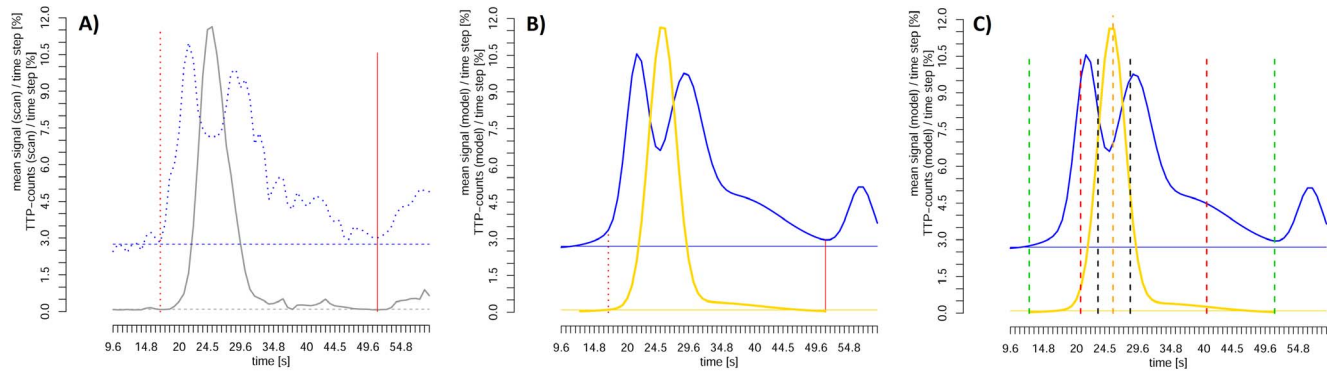 A)
mean signal (scan) / time step [%]
TTP−counts (scan) / time step [%]
0.0 1.5 3.0 4.5 6.0 7.5 9.0 10.5 12.0
9.6 14.8 20 24.5 29.6 34.8 40 44.5 49.6 54.8
time [s]
B)
mean signal (model) / time step [%]
TTP−counts (model) / time step [%]
0.0 1.5 3.0 4.5 6.0 7.5 9.0 10.5 12.0
9.6 14.8 20 24.5 29.6 34.8 40 44.5 49.6 54.8
time [s]
C)
mean signal (model) / time step [%]
TTP−counts (model) / time step [%]
0.0 1.5 3.0 4.5 6.0 7.5 9.0 10.5 12.0
9.6 14.8 20 24.5 29.6 34.8 40 44.5 49.6 54.8
time [s]